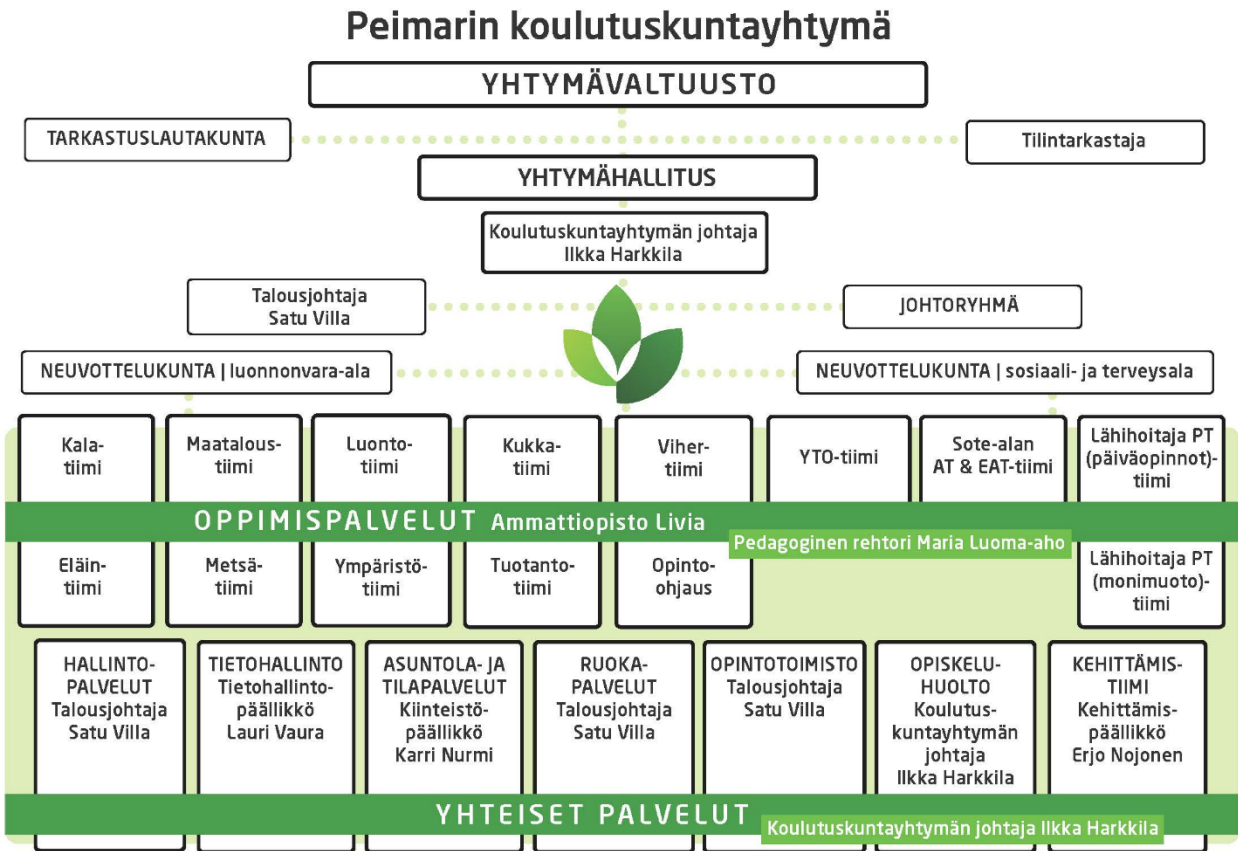 Peimarin koulutuskuntayhtymä
YHTYMÄVALTUUSTO
TARKASTUSLAUTAKUNTA
Tilintarkastaja
YHTYMÄHALLITUS
Koulutuskuntayhtymän johtaja
Ilkka Harkkila
Talousjohtaja
Satu Villa
JOHTORYHMÄ
NEUVOTTELUKUNTA | luonnonvara-ala
NEUVOTTELUKUNTA | sosiaali- ja terveysala
Kala-
tiimi
Maatalous-
tiimi
Luonto-
tiimi
Kukka-
tiimi
Viher-
tiimi
YTO-tiimi
Sote-alan
AT & EAT-tiimi
Lähihoitaja PT
(päiväopinnot)-
tiimi
OPPIMISPALVELUT Ammattiopisto Livia
Pedagoginen rehtori Maria Luoma-aho
Eläin-
tiimi
Metsä-
tiimi
Ympäristö-
tiimi
Tuotanto-
tiimi
Opinto-
ohjaus
Lähihoitaja PT
(monimuoto)-
tiimi
HALLINTO-
PALVELUT
Talousjohtaja
Satu Villa
TIETOHALLINTO
Tietohallinto-
päällikkö
Lauri Vaura
ASUNTOLA- JA
TILAPALVELUT
Kiinteistö-
päällikkö
Karri Nurmi
RUOKA-
PALVELUT
Talousjohtaja
Satu Villa
OPINTOTOIMISTO
Talousjohtaja
Satu Villa
OPISKELU-
HUOLTO
Koulutus-
kuntayhtymän
johtaja
Ilkka Harkkila
KEHITTÄMIS-
TIIMI
Kehittämis-
päällikkö
Erjo Nojonen
YHTEISET PALVELUT
Koulutuskuntayhtymän johtaja Ilkka Harkkila